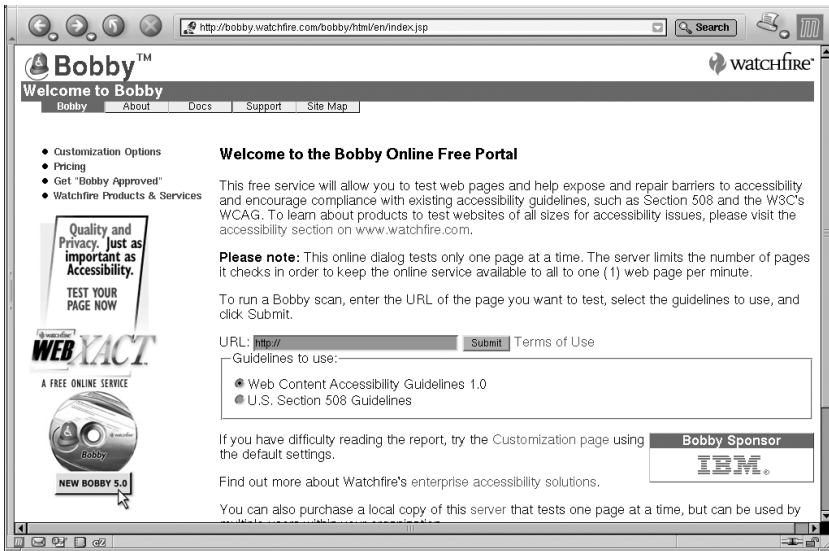 http://bobby.watchfire.com/bobby/html/en/index.jsp
Search
Bobby™
WATCHFIRE
Welcome to Bobby
Bobby
About
Docs
Support
Site Map
Customization Options
Pricing
Get "Bobby Approved"
Watchfire Products & Services
Quality and
Privacy. Just as
important as
Accessibility.
TEST YOUR
PAGE NOW
watchfire
WEBXACT
A FREE ONLINE SERVICE
Bobby
NEW BOBBY 5.0
Welcome to the Bobby Online Free Portal
This free service will allow you to test web pages and help expose and repair barriers to accessibility
and encourage compliance with existing accessibility guidelines, such as Section 508 and the W3C's
WCAG. To learn about products to test websites of all sizes for accessibility issues, please visit the
accessibility section on www.watchfire.com.
Please note: This online dialog tests only one page at a time. The server limits the number of pages
it checks in order to keep the online service available to all to one (1) web page per minute.
To run a Bobby scan, enter the URL of the page you want to test, select the guidelines to use, and
click Submit.
URL: http:// Submit Terms of Use
Guidelines to use:
Web Content Accessibility Guidelines 1.0
U.S. Section 508 Guidelines
If you have difficulty reading the report, try the Customization page using
the default settings.
Bobby Sponsor
IBM
Find out more about Watchfire's enterprise accessibility solutions.
You can also purchase a local copy of this server that tests one page at a time, but can be used by
multiple users within your organization.